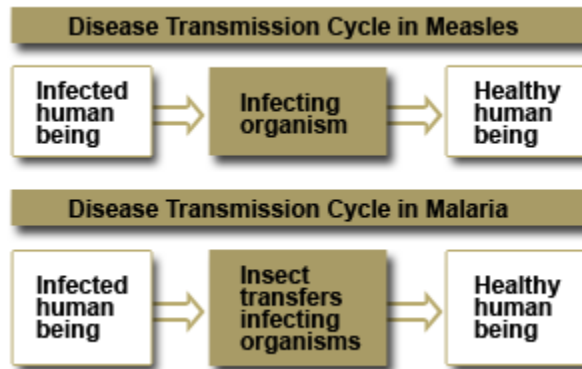 Disease Transmission Cycle in Measles
Infected
human
being
Infecting
organism
Healthy
human
being
Disease Transmission Cycle in Malaria
Infected
human
being
Insect
transfers
infecting
organisms
Healthy
human
being